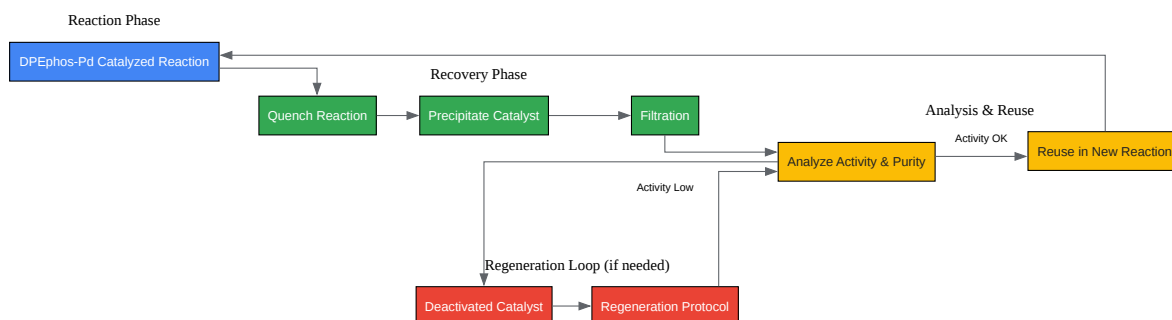 Reaction Phase
DPEphos-Pd Catalyzed Reaction
Recovery Phase
Quench Reaction
Precipitate Catalyst
Filtration
Analysis & Reuse
Activity OK
Analyze Activity & Purity
Reuse in New Reaction
Activity Low
Regeneration Loop (if needed)
Deactivated Catalyst
Regeneration Protocol